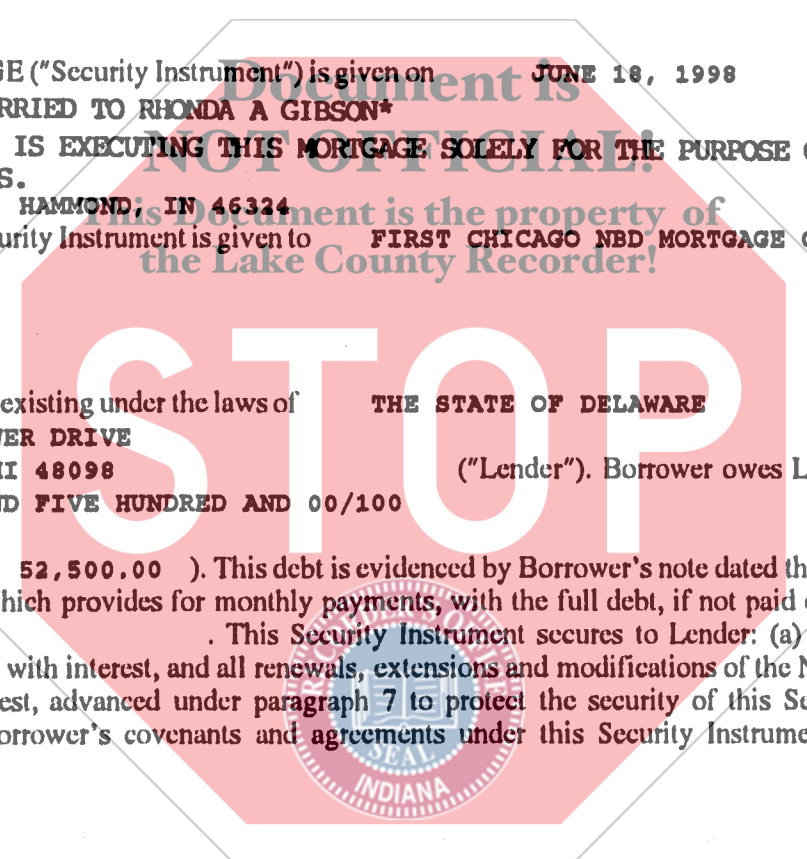 GE ("Security Instrument") is given on JUNE 18, 1998
RRIED TO RHONDA A GIBSON*
IS EXECUTING THIS MORTGAGE SOLELY FOR THE PURPOSE
S.
HAMMOND, IN 46324
urity Instrument is given to FIRST CHICAGO NBD MORTGAGE
existing under the laws of THE STATE OF DELAWARE
ER DRIVE
MI 48098 ("Lender"). Borrower owes L
ND FIVE HUNDRED AND 00/100
52,500.00 ). This debt is evidenced by Borrower's note dated th
hich provides for monthly payments, with the full debt, if not paid
. This Security Instrument secures to Lender: (a)
with interest, and all renewals, extensions and modifications of the N
est, advanced under paragraph 7 to protect the security of this Se
orrower's covenants and agreements under this Security Instrume
Document is
NOT OFFICIAL!
This Document is the property of
the Lake County Recorder!
STOP
RECORDER'S OFFICE
SEAL
INDIANA